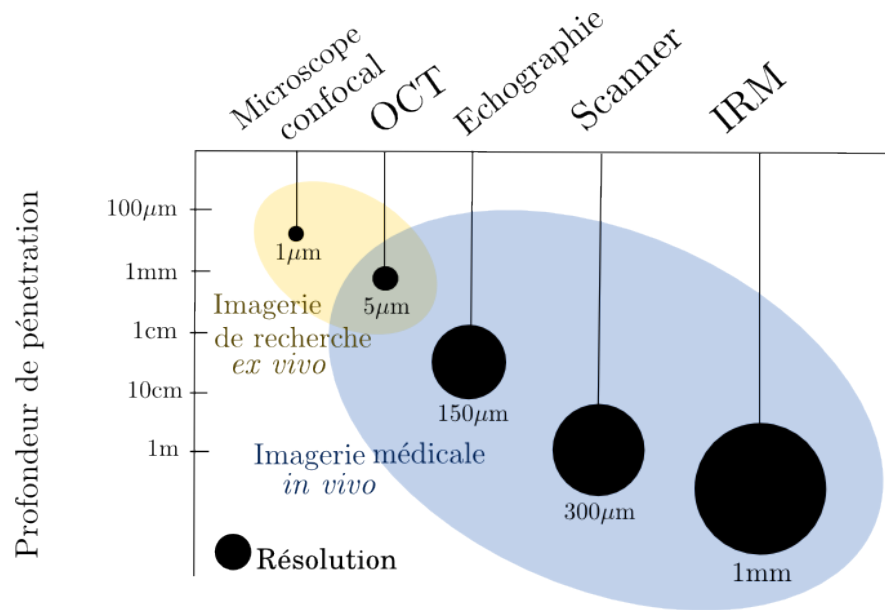 Microscope
confocal
OCT
Echographie
Scanner
IRM
Profondeur de pénetration
100μm
1mm
1cm
10cm
1m
1μm
5μm
150μm
300μm
1mm
Imagerie
de recherche
ex vivo
Imagerie médicale
in vivo
Résolution